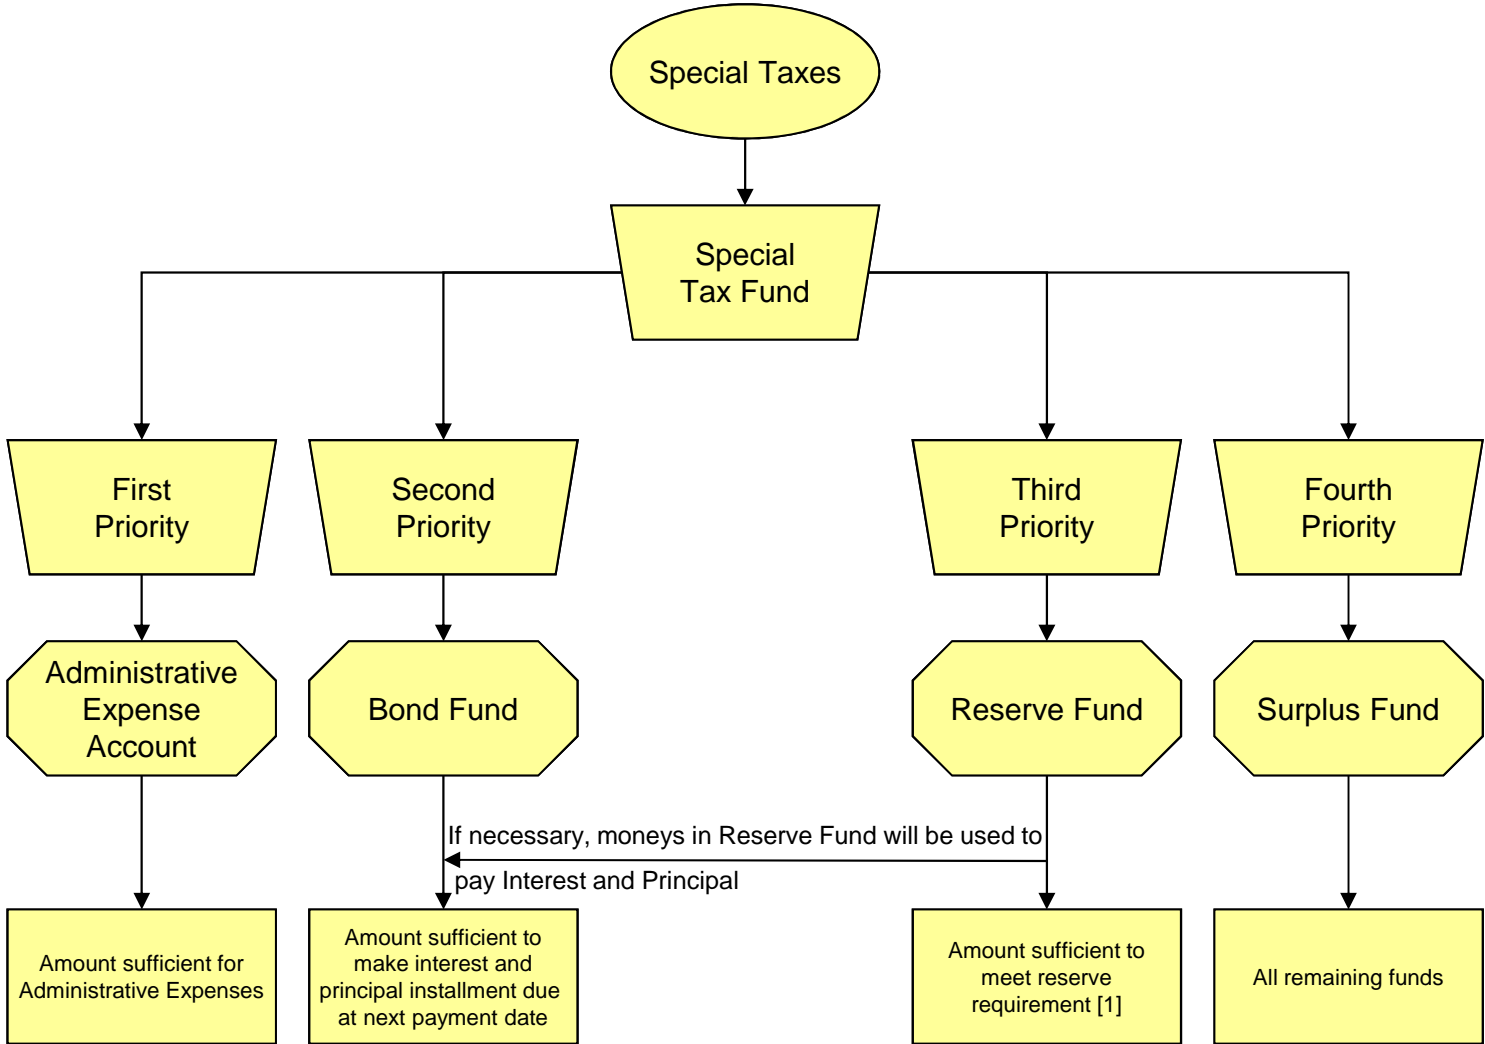 Special Taxes
Special
Tax Fund
First
Priority
Second
Priority
Third
Priority
Fourth
Priority
Administrative
Expense
Account
Bond Fund
Reserve Fund
Surplus Fund
If necessary, moneys in Reserve Fund will be used to
pay Interest and Principal
Amount sufficient for
Administrative Expenses
Amount sufficient to
make interest and
principal installment due
at next payment date
Amount sufficient to
meet reserve
requirement [1]
All remaining funds